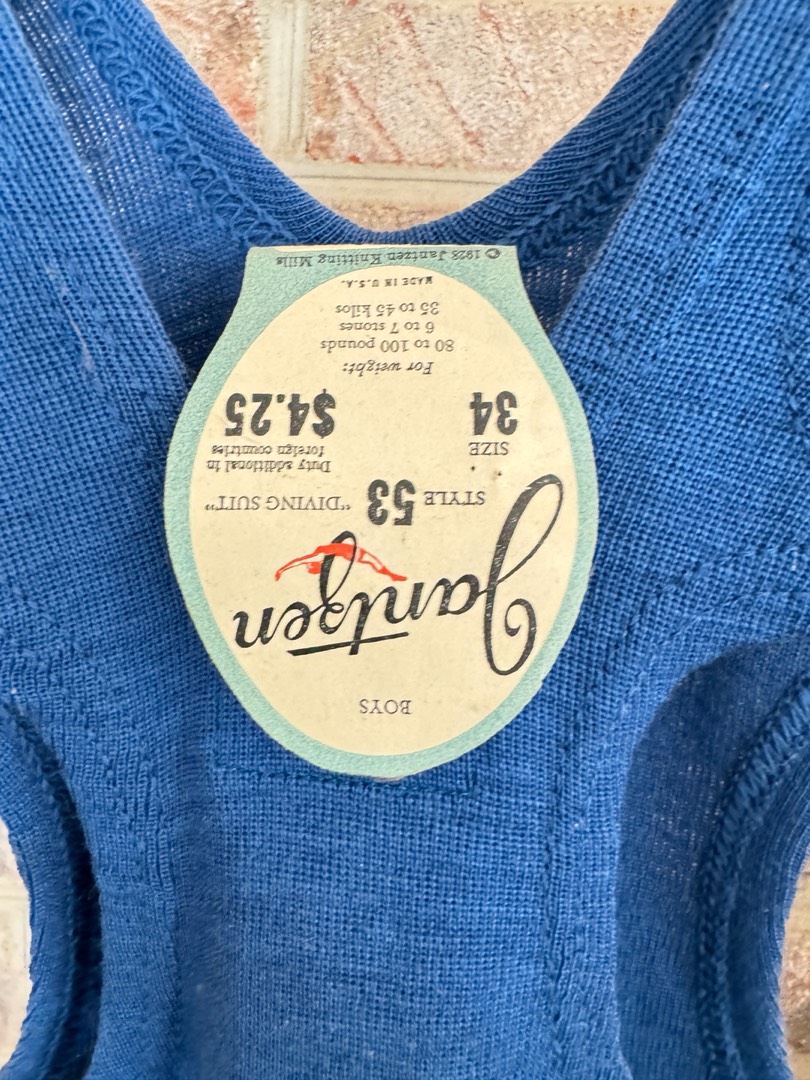 BOYS
Jantzen
STYLE 53 "DIVING SUIT"
SIZE
34
Duty additional in
foreign countries
$4.25
For weight:
80 to 100 pounds
6 to 7 stones
35 to 45 kilos
MADE IN U.S.A.
© 1928 Jantzen Knitting Mills